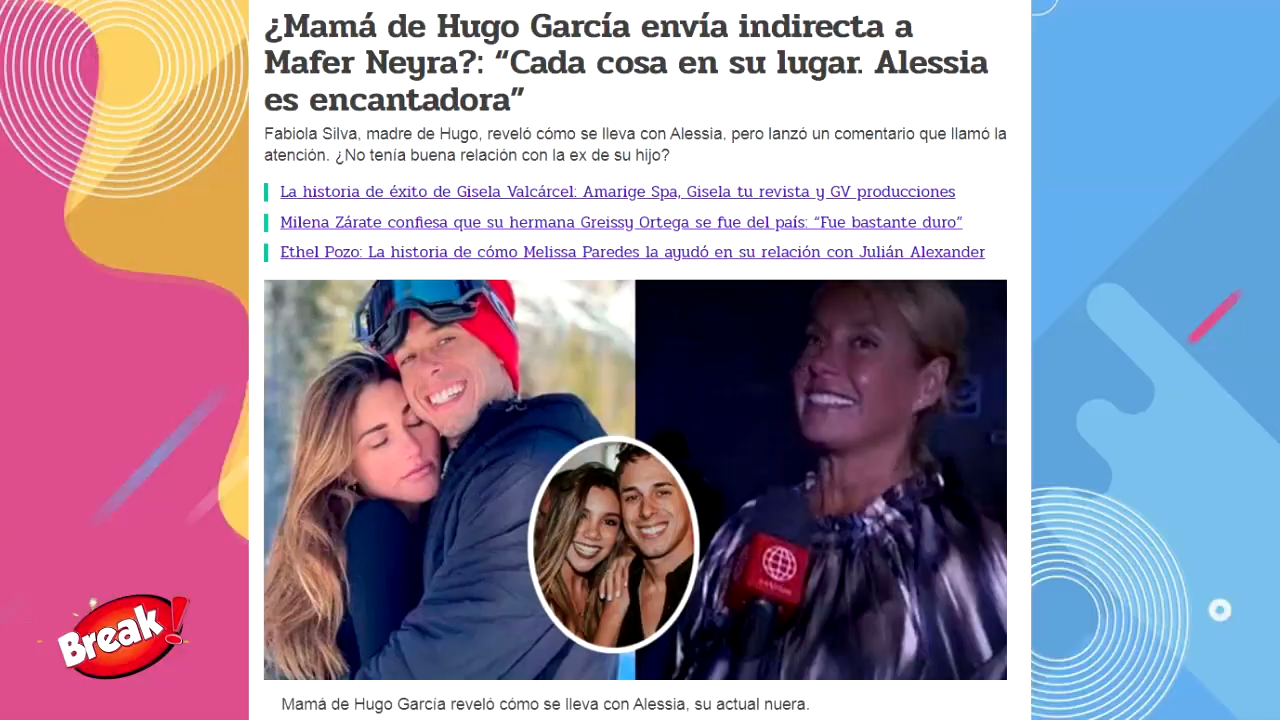 ¿Mamá de Hugo García envía indirecta a
Mafer Neyra?: “Cada cosa en su lugar. Alessia
es encantadora”
Fabiola Silva, madre de Hugo, reveló cómo se lleva con Alessia, pero lanzó un comentario que llamó la
atención. ¿No tenía buena relación con la ex de su hijo?
La historia de éxito de Gisela Valcárcel: Amarige Spa, Gisela tu revista y GV producciones
Milena Zárate confiesa que su hermana Greissy Ortega se fue del país: “Fue bastante duro”
Ethel Pozo: La historia de cómo Melissa Paredes la ayudó en su relación con Julián Alexander
Break!
Mamá de Hugo García reveló cómo se lleva con Alessia, su actual nuera.